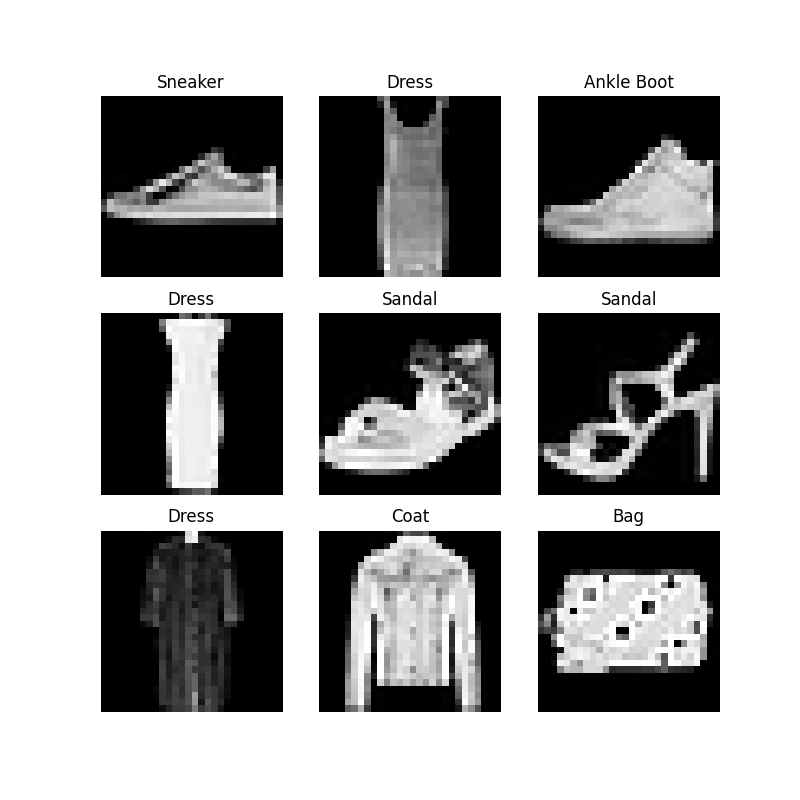 Sneaker
Dress
Ankle Boot
Dress
Sandal
Sandal
Dress
Coat
Bag